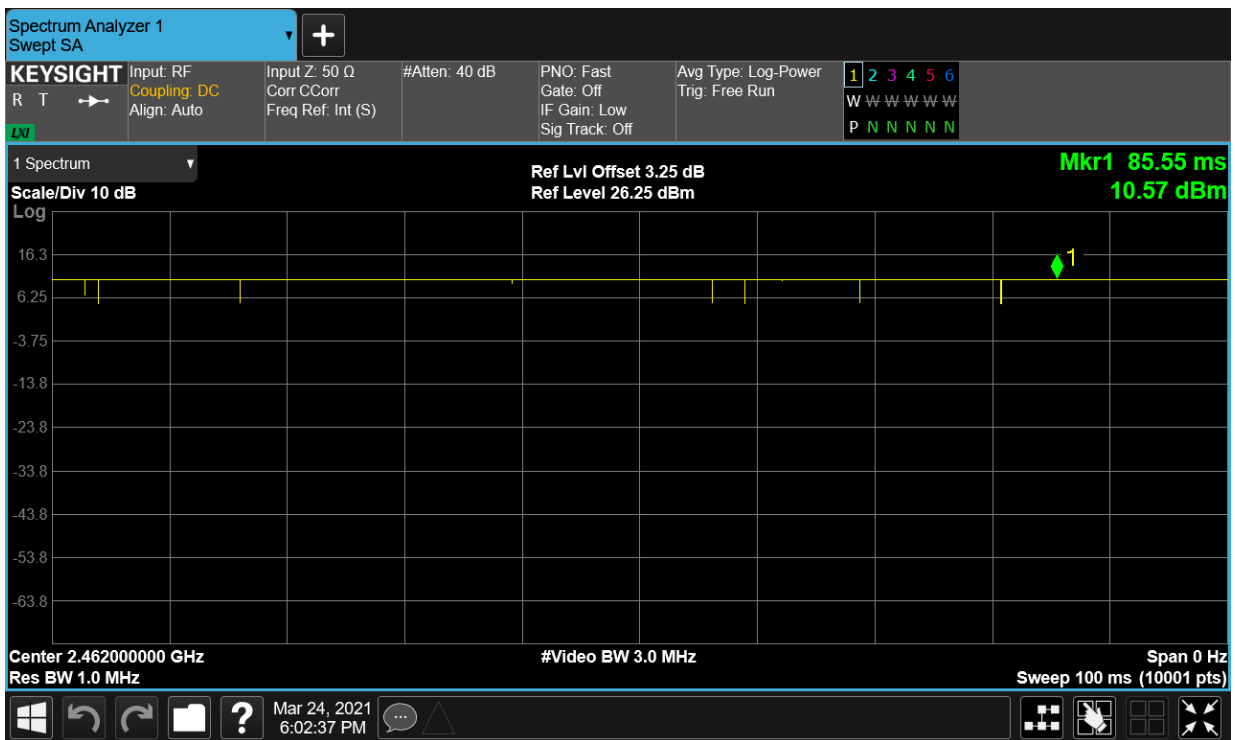 Spectrum Analyzer 1
Swept SA
KEYSIGHT
R T
LXI
Input: RF
Coupling: DC
Align: Auto
Input Z: 50 Ω
Corr CCorr
Freq Ref: Int (S)
#Atten: 40 dB
PNO: Fast
Gate: Off
IF Gain: Low
Sig Track: Off
Avg Type: Log-Power
Trig: Free Run
1 2 3 4 5 6
W W W W W W
P N N N N N
1 Spectrum
Scale/Div 10 dB
Ref Lvl Offset 3.25 dB
Ref Level 26.25 dBm
Mkr1 85.55 ms
10.57 dBm
Log
1
16.3
6.25
-3.75
-13.8
-23.8
-33.8
-43.8
-53.8
-63.8
Center 2.462000000 GHz
Res BW 1.0 MHz
#Video BW 3.0 MHz
Span 0 Hz
Sweep 100 ms (10001 pts)
?
Mar 24, 2021
6:02:37 PM